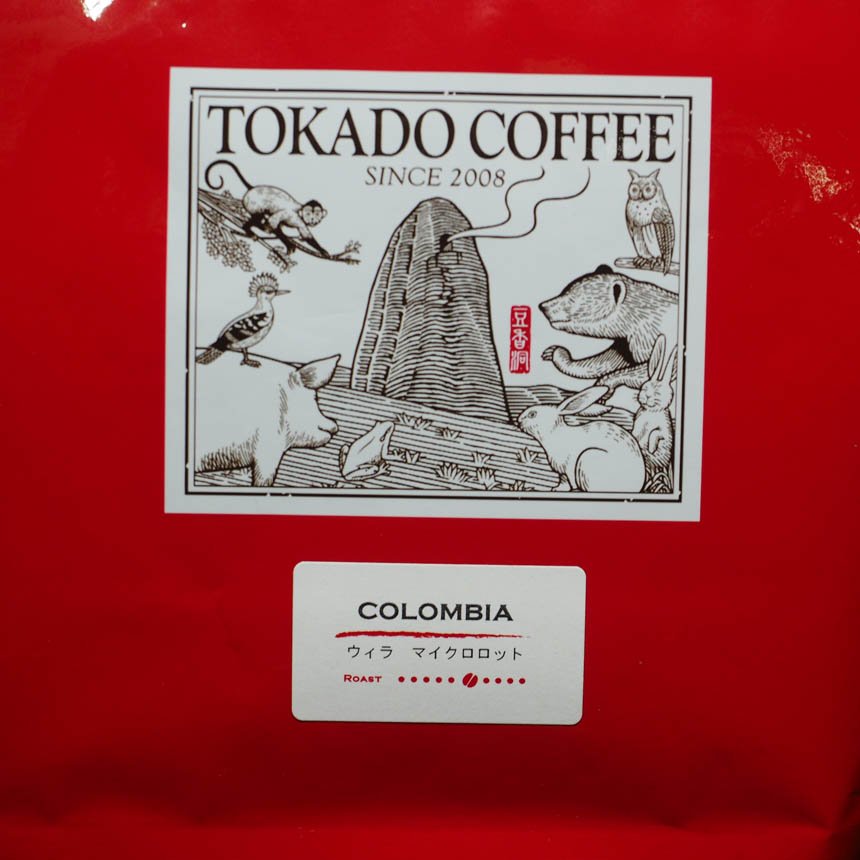 TOKADO COFFEE
SINCE 2008
豆香洞
COLOMBIA
ウィラ マイクロロット
ROAST